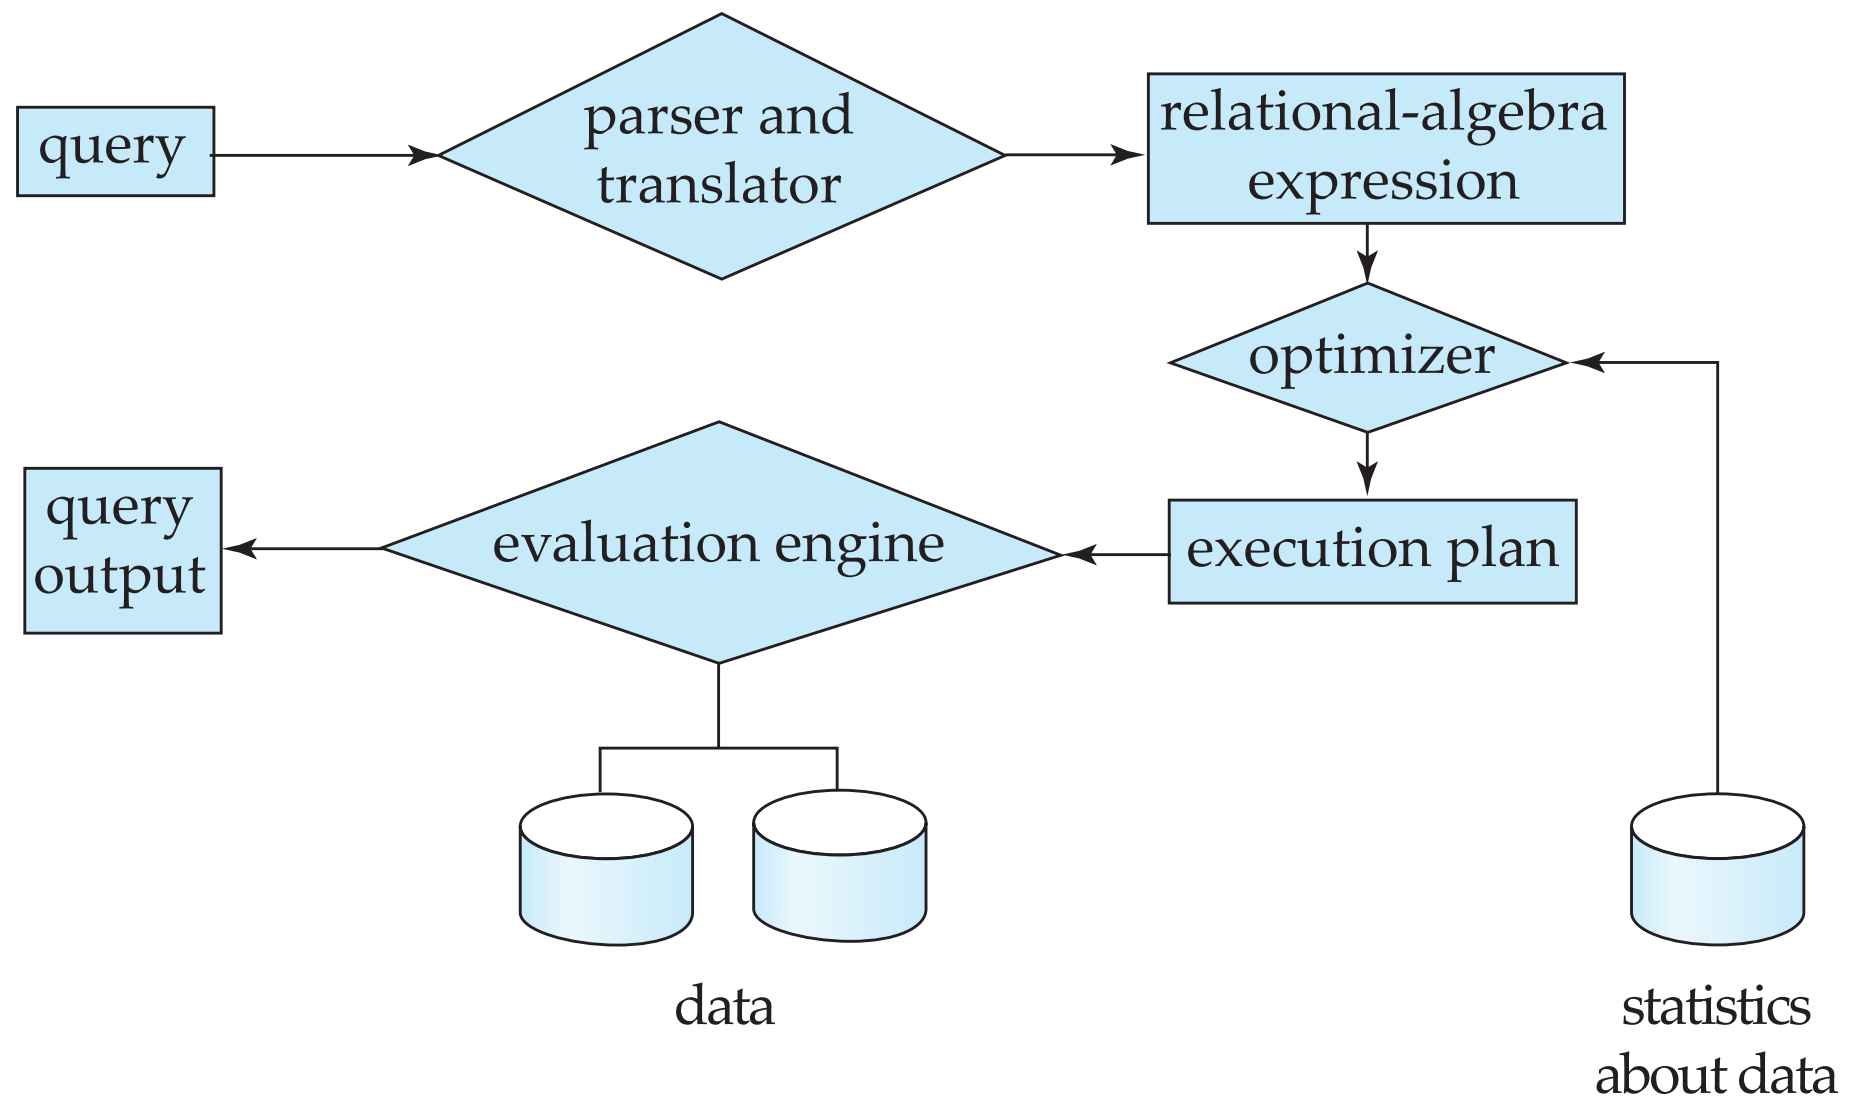 query
parser and
translator
relational-algebra
expression
optimizer
query
output
evaluation engine
execution plan
data
statistics
about data